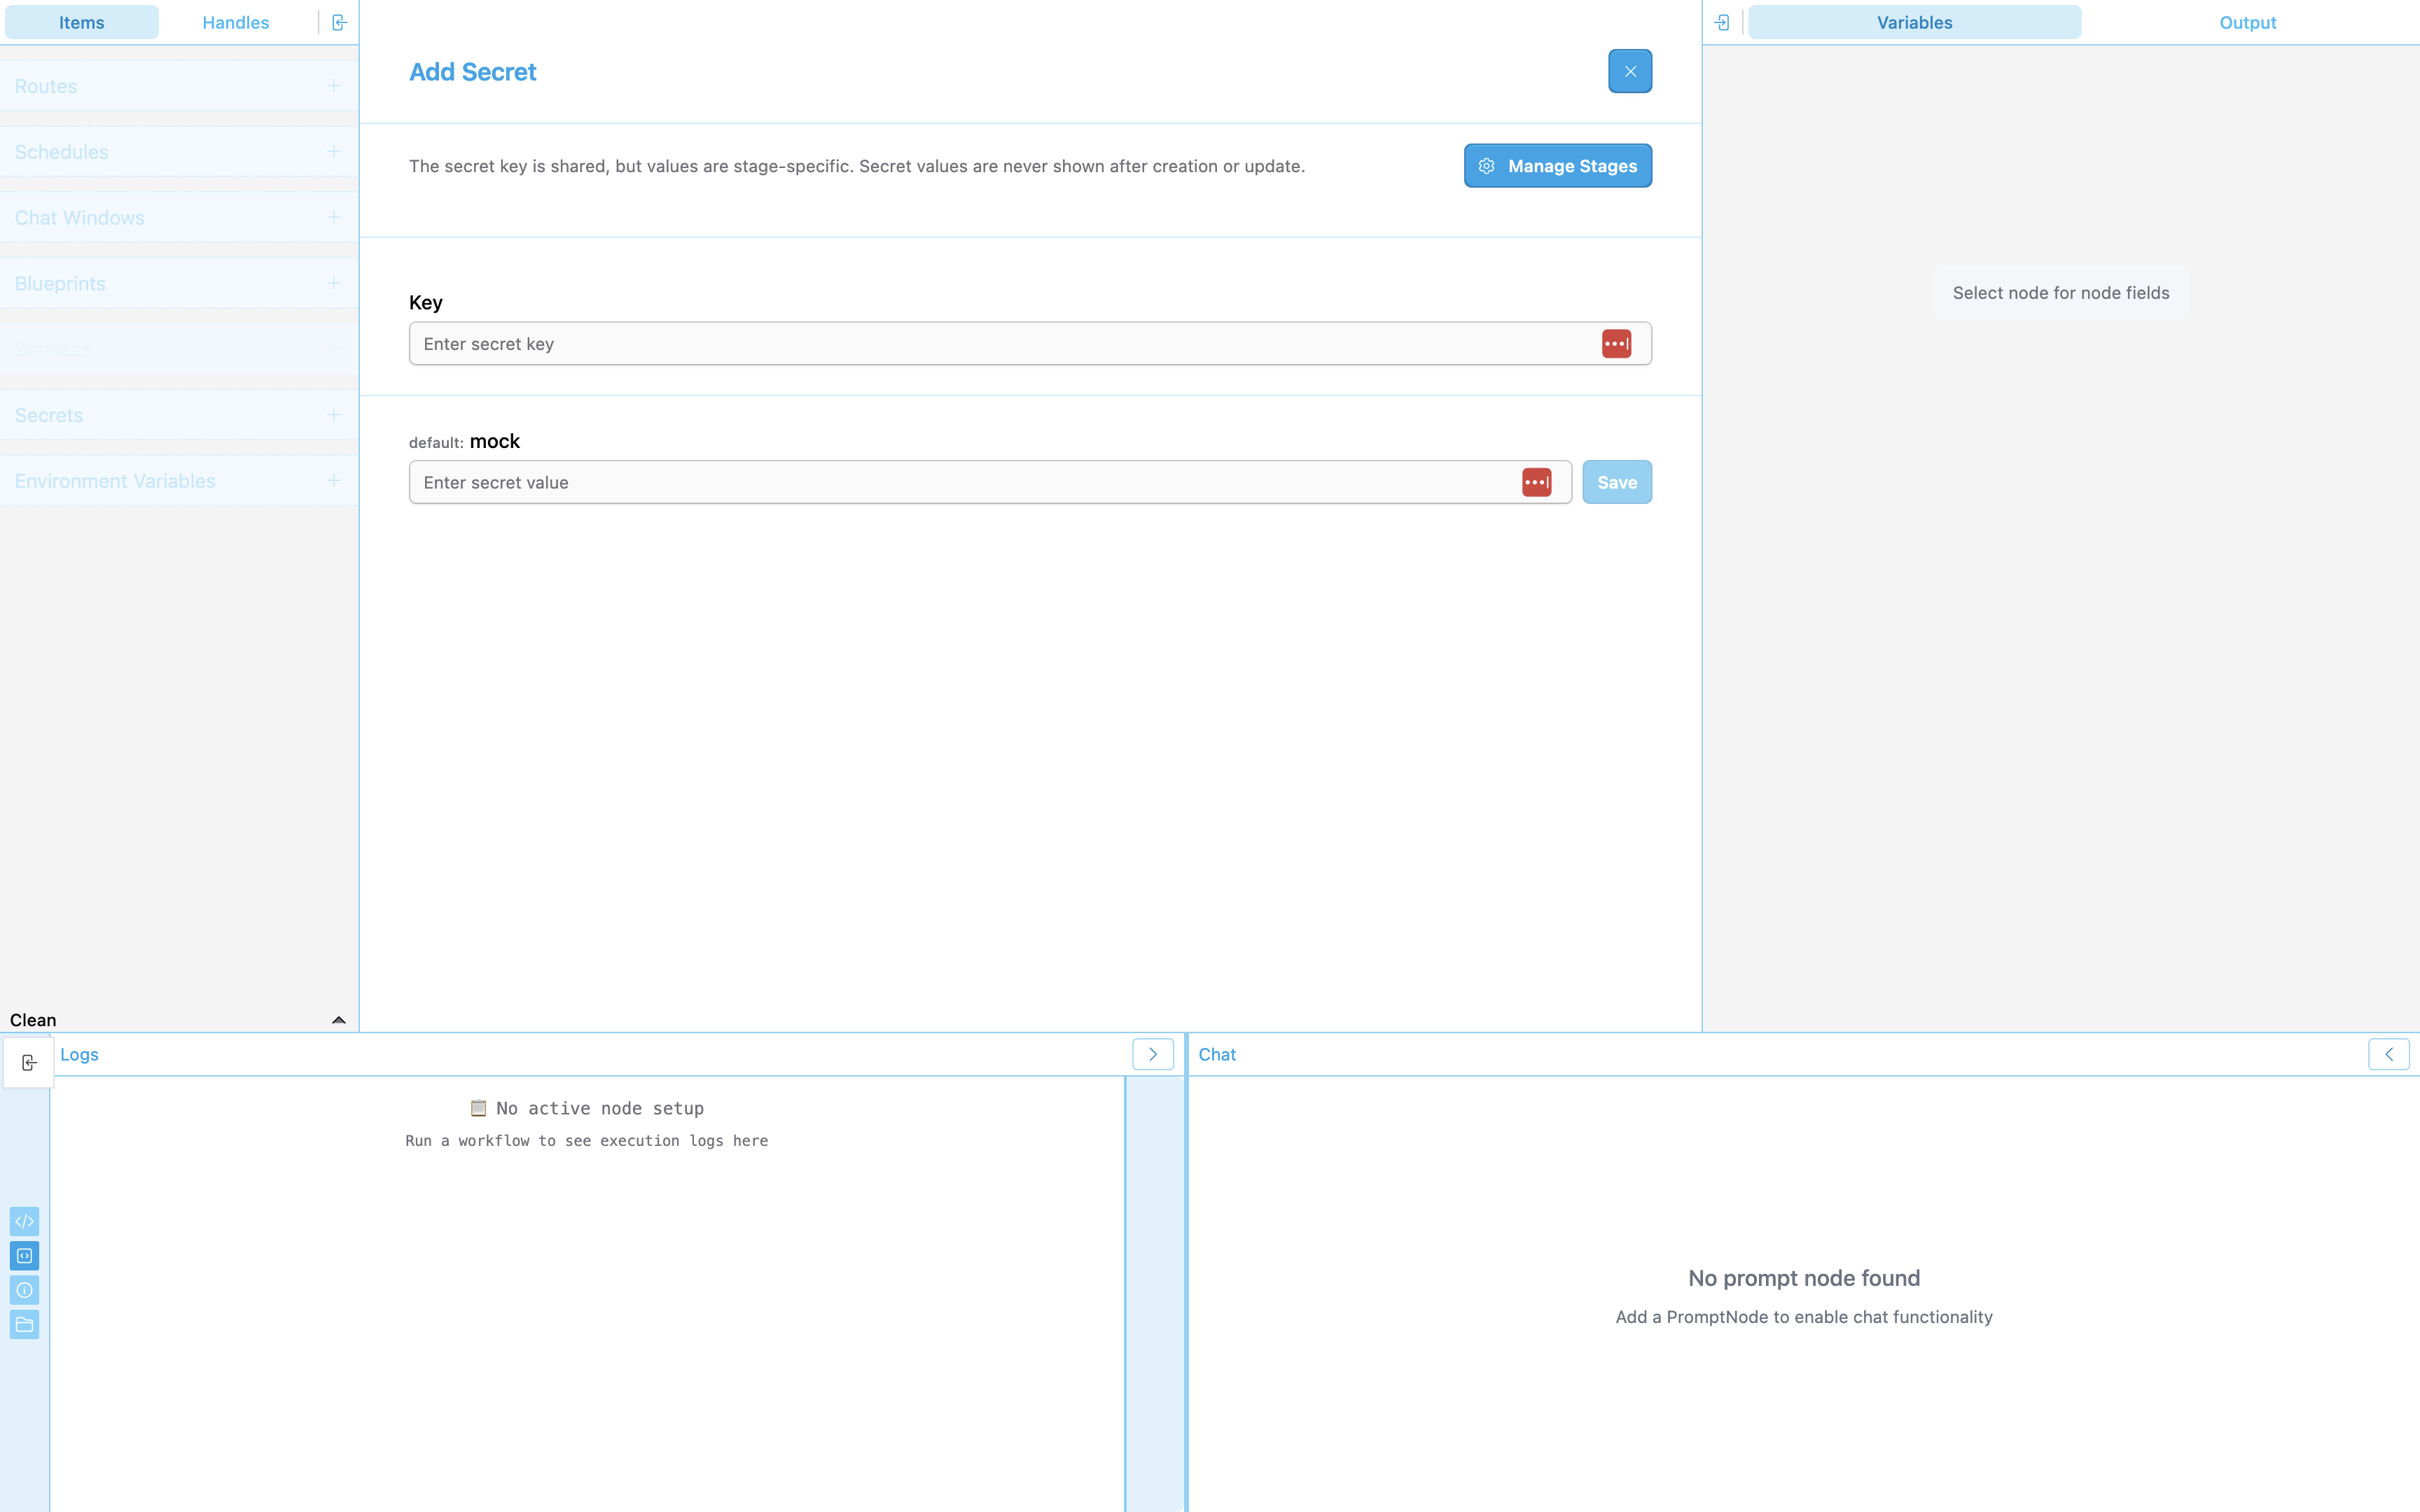 Items
Handles
Variables
Output
Routes
Schedules
Chat Windows
Blueprints
Services
Secrets
Environment Variables
Add Secret
The secret key is shared, but values are stage-specific. Secret values are never shown after creation or update.
Manage Stages
Key
Enter secret key
default: mock
Enter secret value
Save
Select node for node fields
Clean
Logs
No active node setup
Run a workflow to see execution logs here
Chat
No prompt node found
Add a PromptNode to enable chat functionality